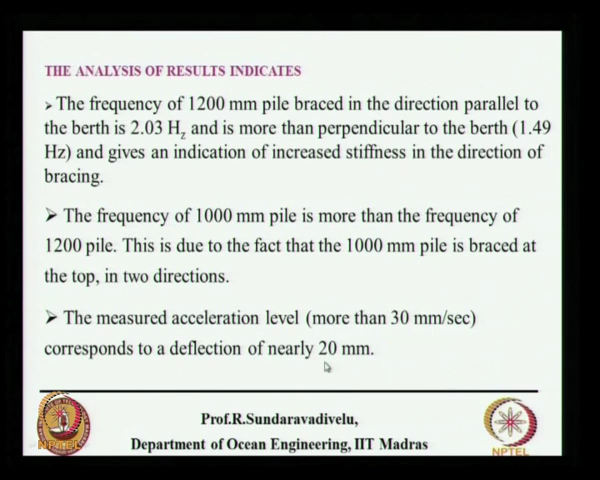 THE ANALYSIS OF RESULTS INDICATES
➢ The frequency of 1200 mm pile braced in the direction parallel to
the berth is 2.03 Hz and is more than perpendicular to the berth (1.49
Hz) and gives an indication of increased stiffness in the direction of
bracing.
➢ The frequency of 1000 mm pile is more than the frequency of
1200 pile. This is due to the fact that the 1000 mm pile is braced at
the top, in two directions.
➢ The measured acceleration level (more than 30 mm/sec)
corresponds to a deflection of nearly 20 mm.
Prof.R.Sundaravadivelu,
Department of Ocean Engineering, IIT Madras
NPTEL
NPTEL